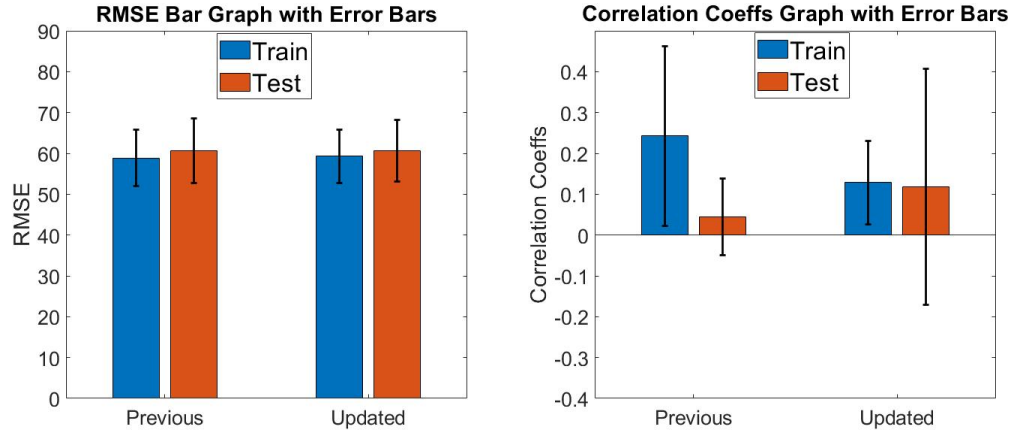 RMSE Bar Graph with Error Bars
90
80
70
60
50
40
30
20
10
0
RMSE
Train
Test
Previous
Updated
Correlation Coeffs Graph with Error Bars
0.4
0.3
0.2
0.1
0
-0.1
-0.2
-0.3
-0.4
Correlation Coeffs
Train
Test
Previous
Updated